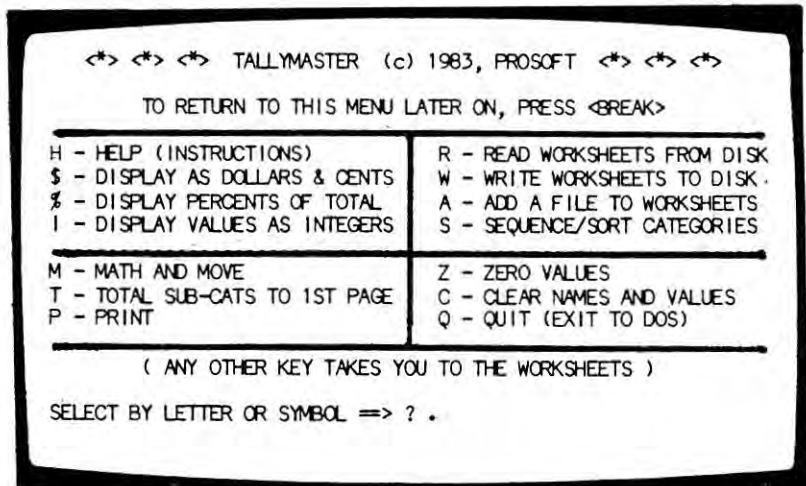 <*> <*> <*> TALLYMASTER (c) 1983, PROSOFT <*> <*> <*>
TO RETURN TO THIS MENU LATER ON, PRESS <BREAK>
H - HELP (INSTRUCTIONS)
$ - DISPLAY AS DOLLARS & CENTS
% - DISPLAY PERCENTS OF TOTAL
I - DISPLAY VALUES AS INTEGERS
R - READ WORKSHEETS FROM DISK
W - WRITE WORKSHEETS TO DISK.
A - ADD A FILE TO WORKSHEETS
S - SEQUENCE/SORT CATEGORIES
M - MATH AND MOVE
T - TOTAL SUB-CATS TO 1ST PAGE
P - PRINT
Z - ZERO VALUES
C - CLEAR NAMES AND VALUES
Q - QUIT (EXIT TO DOS)
( ANY OTHER KEY TAKES YOU TO THE WORKSHEETS )
SELECT BY LETTER OR SYMBOL ==> ? .